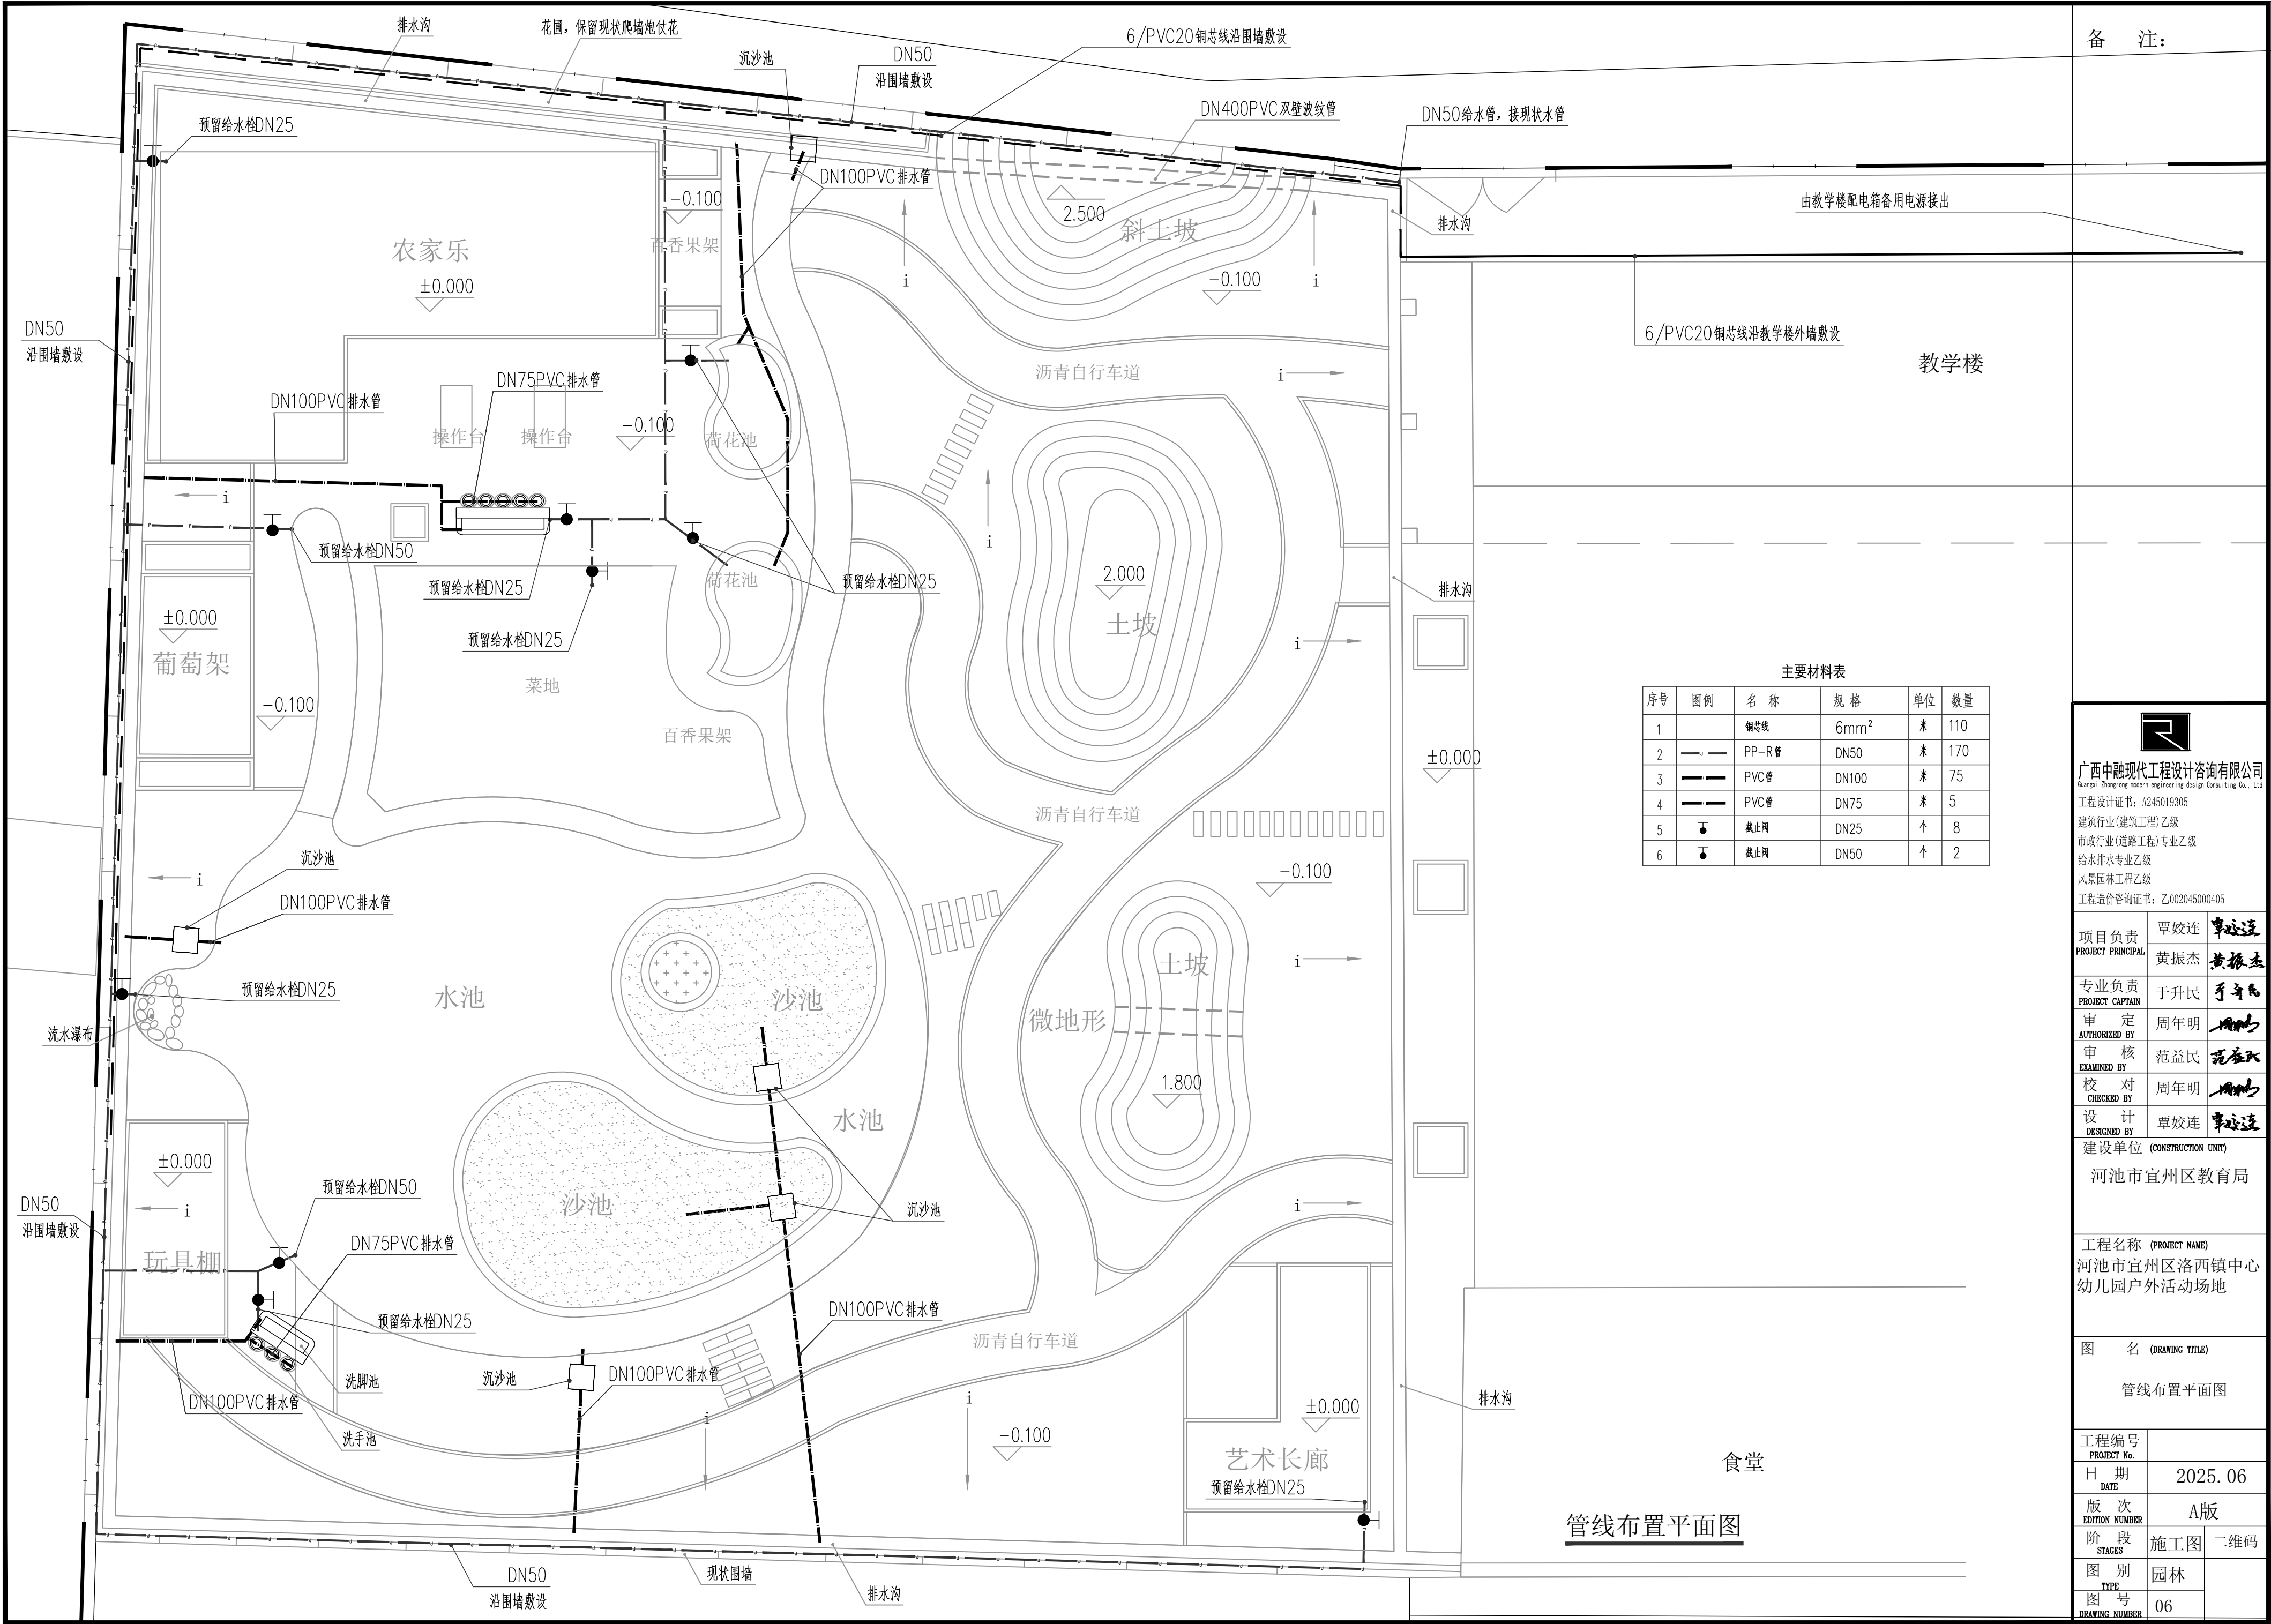 排水沟
花圃，保留现状爬墙炮仗花
沉沙池
DN50
沿围墙敷设
6/PVC20铜芯线沿围墙敷设
备 注:
预留给水栓DN25
DN400PVC双壁波纹管
DN50给水管，接现状水管
DN100PVC排水管
-0.100
2.500
斜土坡
排水沟
由教学楼配电箱备用电源接出
农家乐
±0.000
百香果架
i
-0.100
i
DN50
沿围墙敷设
6/PVC20铜芯线沿教学楼外墙敷设
教学楼
沥青自行车道
i
DN75PVC排水管
DN100PVC排水管
操作台
操作台
-0.100
荷花池
i
i
预留给水栓DN50
预留给水栓DN25
荷花池
预留给水栓DN25
2.000
土坡
排水沟
±0.000
葡萄架
预留给水栓DN25
i
菜地
-0.100
百香果架
主要材料表
序号 图例 名 称 规 格 单位 数量
1 铜芯线 6mm² 米 110
2 PP-R管 DN50 米 170
3 PVC管 DN100 米 75
4 PVC管 DN75 米 5
5 截止阀 DN25 个 8
6 截止阀 DN50 个 2
±0.000
沥青自行车道
沉沙池
i
DN100PVC排水管
-0.100
预留给水栓DN25
流水瀑布
水池
沙池
土坡
i
微地形
1.800
水池
±0.000
i
预留给水栓DN50
沙池
沉沙池
i
DN50
沿围墙敷设
DN75PVC排水管
玩具棚
预留给水栓DN25
DN100PVC排水管
沥青自行车道
洗脚池
沉沙池
DN100PVC排水管
DN100PVC排水管
洗手池
i
i
-0.100
±0.000
艺术长廊
预留给水栓DN25
排水沟
食堂
管线布置平面图
DN50
沿围墙敷设
现状围墙
排水沟
广西中融现代工程设计咨询有限公司
Guangxi Zhongrong modern engineering design Consulting Co., Ltd
工程设计证书: A245019305
建筑行业(建筑工程)乙级
市政行业(道路工程)专业乙级
给水排水专业乙级
风景园林工程乙级
工程造价咨询证书: 乙002045000405
项目负责 覃姣连 覃姣连
PROJECT PRINCIPAL
黄振杰 黄振杰
专业负责 于升民 于升民
PROJECT CAPTAIN
审 定 周年明 周年明
AUTHORIZED BY
审 核 范益民 范益民
EXAMINED BY
校 对 周年明 周年明
CHECKED BY
设 计 覃姣连 覃姣连
DESIGNED BY
建设单位 (CONSTRUCTION UNIT)
河池市宜州区教育局
工程名称 (PROJECT NAME)
河池市宜州区洛西镇中心
幼儿园户外活动场地
图 名 (DRAWING TITLE)
管线布置平面图
工程编号
PROJECT No.
日 期 2025.06
DATE
版 次 A版
EDITION NUMBER
阶 段 施工图 二维码
STAGES
图 别 园林
TYPE
图 号 06
DRAWING NUMBER